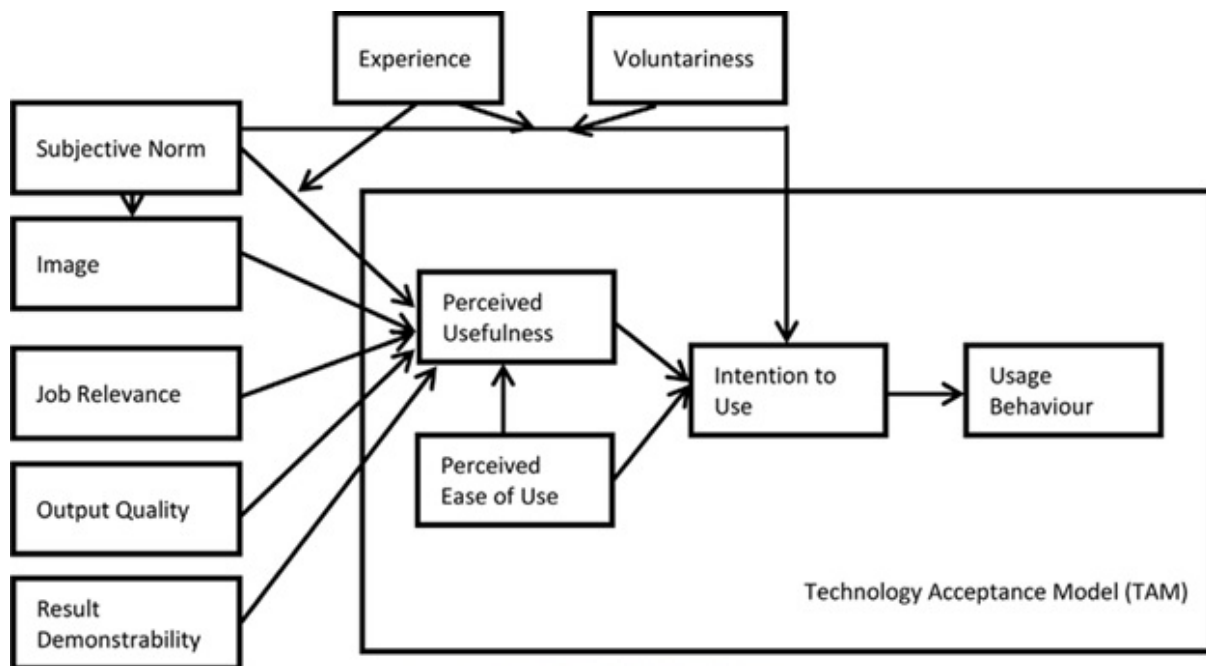 Experience
Voluntariness
Subjective Norm
Image
Perceived
Usefulness
Job Relevance
Intention to
Use
Usage
Behaviour
Perceived
Ease of Use
Output Quality
Technology Acceptance Model (TAM)
Result
Demonstrability